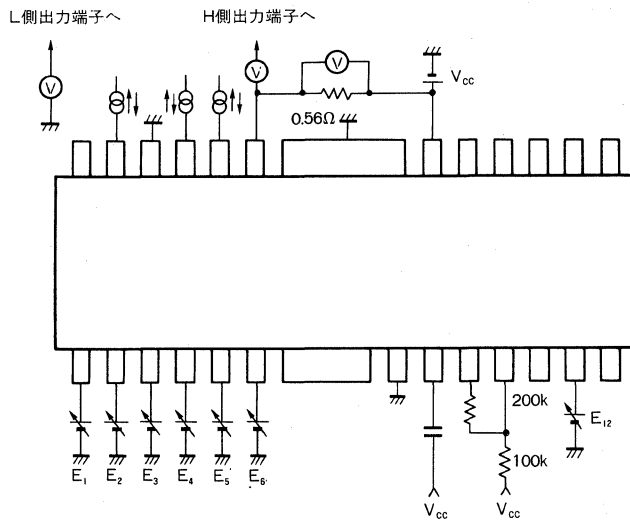 L側出力端子へ
H側出力端子へ
V
V
V
Vcc
0.56Ω
200k
100k
E12
E1
E2
E3
E4
E5
E6
Vcc
Vcc